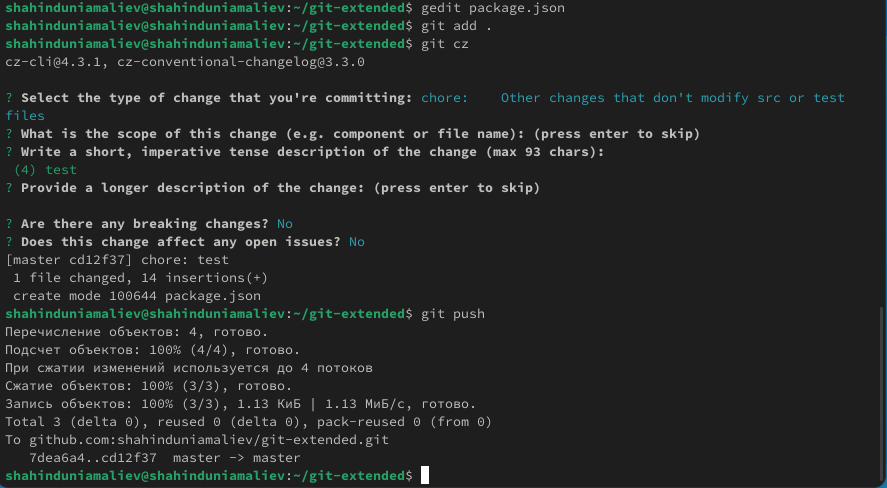 shahinduniamaliev@shahinduniamaliev:~/git-extended$ gedit package.json
shahinduniamaliev@shahinduniamaliev:~/git-extended$ git add .
shahinduniamaliev@shahinduniamaliev:~/git-extended$ git cz
cz-cli@4.3.1, cz-conventional-changelog@3.3.0
? Select the type of change that you're committing: chore:    Other changes that don't modify src or test
files
? What is the scope of this change (e.g. component or file name): (press enter to skip)
? Write a short, imperative tense description of the change (max 93 chars):
 (4) test
? Provide a longer description of the change: (press enter to skip)
? Are there any breaking changes? No
? Does this change affect any open issues? No
[master cd12f37] chore: test
 1 file changed, 14 insertions(+)
 create mode 100644 package.json
shahinduniamaliev@shahinduniamaliev:~/git-extended$ git push
Перечисление объектов: 4, готово.
Подсчет объектов: 100% (4/4), готово.
При сжатии изменений используется до 4 потоков
Сжатие объектов: 100% (3/3), готово.
Запись объектов: 100% (3/3), 1.13 КиБ | 1.13 МиБ/с, готово.
Total 3 (delta 0), reused 0 (delta 0), pack-reused 0 (from 0)
To github.com:shahinduniamaliev/git-extended.git
   7dea6a4..cd12f37  master -> master
shahinduniamaliev@shahinduniamaliev:~/git-extended$